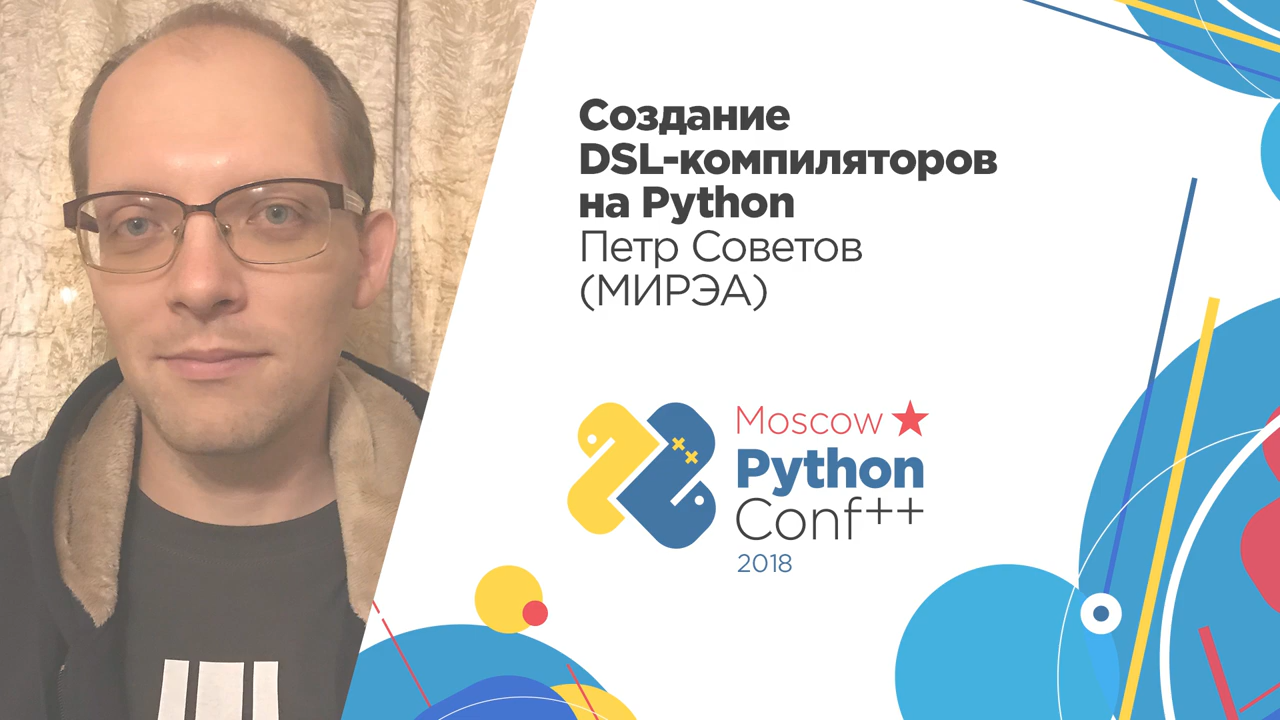 Создание
DSL-компиляторов
на Python
Петр Советов
(МИРЭА)
Moscow
Python
Conf++
2018